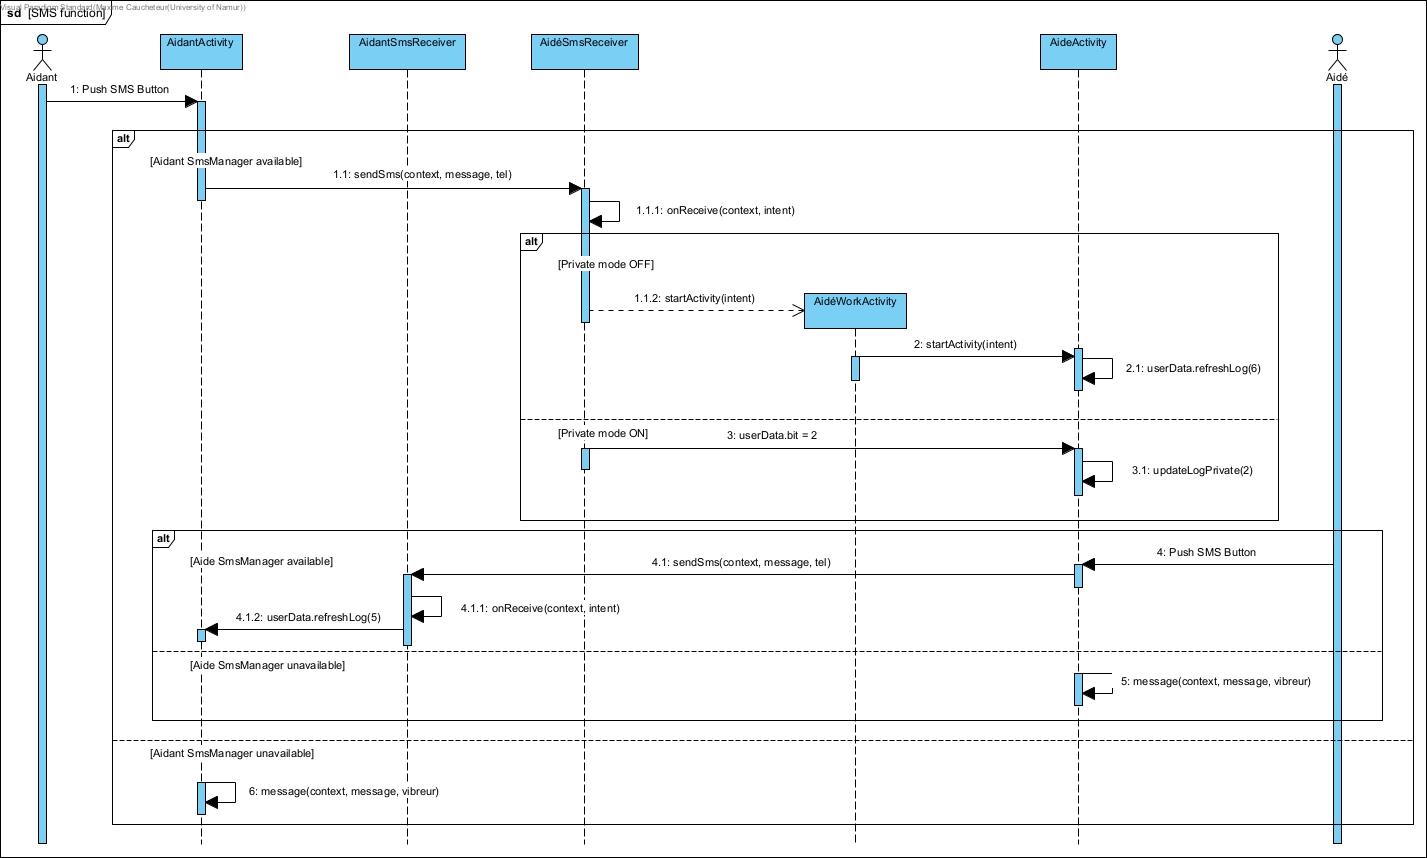 Visual Paradigm Standard(Maxime Caucheteur(University of Namur))
sd [SMS function]
AidantActivity
AidantSmsReceiver
AidéSmsReceiver
AideActivity
Aidant
Aidé
1: Push SMS Button
alt
[Aidant SmsManager available]
1.1: sendSms(context, message, tel)
1.1.1: onReceive(context, intent)
alt
[Private mode OFF]
1.1.2: startActivity(intent)
AidéWorkActivity
2: startActivity(intent)
2.1: userData.refreshLog(6)
[Private mode ON]
3: userData.bit = 2
3.1: updateLogPrivate(2)
alt
4: Push SMS Button
[Aide SmsManager available]
4.1: sendSms(context, message, tel)
4.1.1: onReceive(context, intent)
4.1.2: userData.refreshLog(5)
[Aide SmsManager unavailable]
5: message(context, message, vibreur)
[Aidant SmsManager unavailable]
6: message(context, message, vibreur)